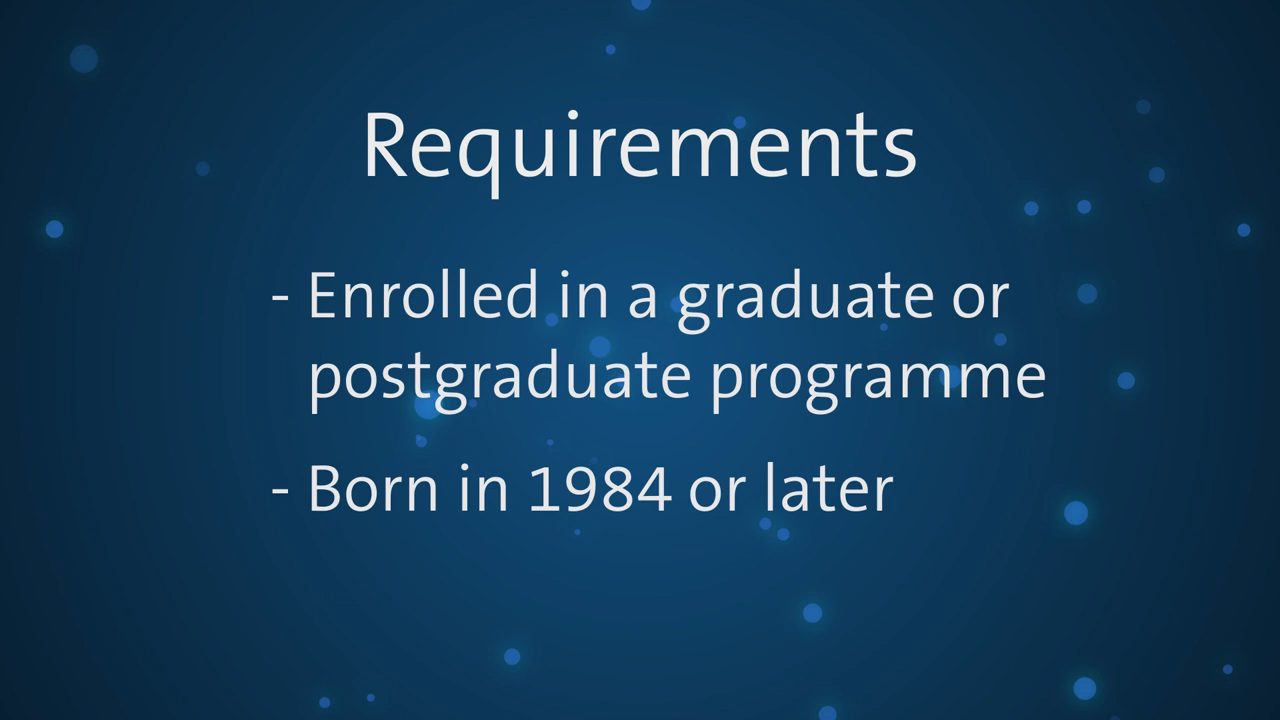 Requirements
- Enrolled in a graduate or
postgraduate programme
- Born in 1984 or later